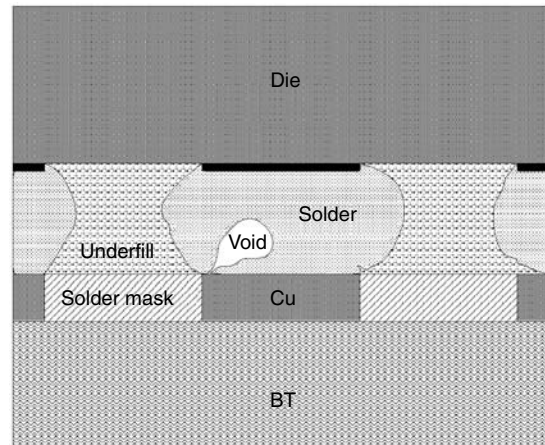 Die
Solder
Void
Underfill
Solder mask
Cu
BT